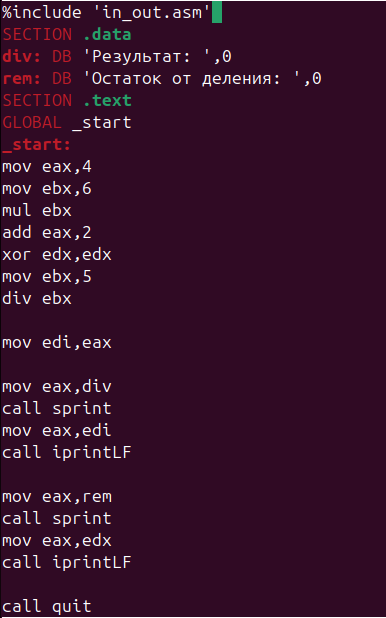 %include 'in_out.asm'
SECTION .data
div: DB 'Результат: ',0
rem: DB 'Остаток от деления: ',0
SECTION .text
GLOBAL _start
_start:
mov eax,4
mov ebx,6
mul ebx
add eax,2
xor edx,edx
mov ebx,5
div ebx
mov edi,eax
mov eax,div
call sprint
mov eax,edi
call iprintLF
mov eax,rem
call sprint
mov eax,edx
call iprintLF
call quit